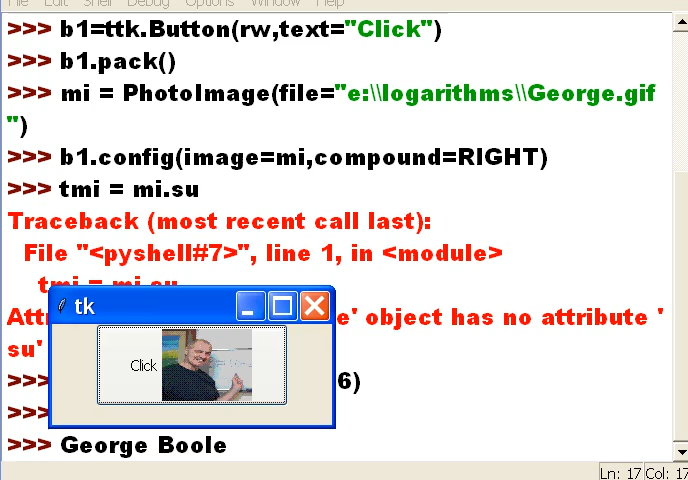 File Edit Shell Debug Options Window Help
>>> b1=ttk.Button(rw,text="Click")
>>> b1.pack()
>>> mi = PhotoImage(file="e:\\logarithms\\George.gif
")
>>> b1.config(image=mi,compound=RIGHT)
>>> tmi = mi.su
Traceback (most recent call last):
File "<pyshell#7>", line 1, in <module>
tmi = mi.su
tk
e' object has no attribute '
su'
Click
>>> 6)
>>>
>>> George Boole
Ln: 17 Col: 17